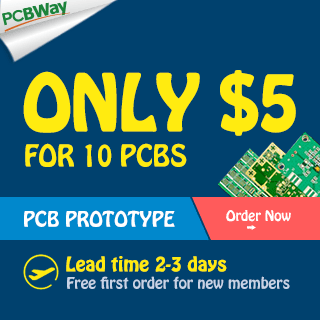 PCBWay
ONLY $5
FOR 10 PCBS
PCB PROTOTYPE
Order Now
Lead time 2-3 days
Free first order for new members